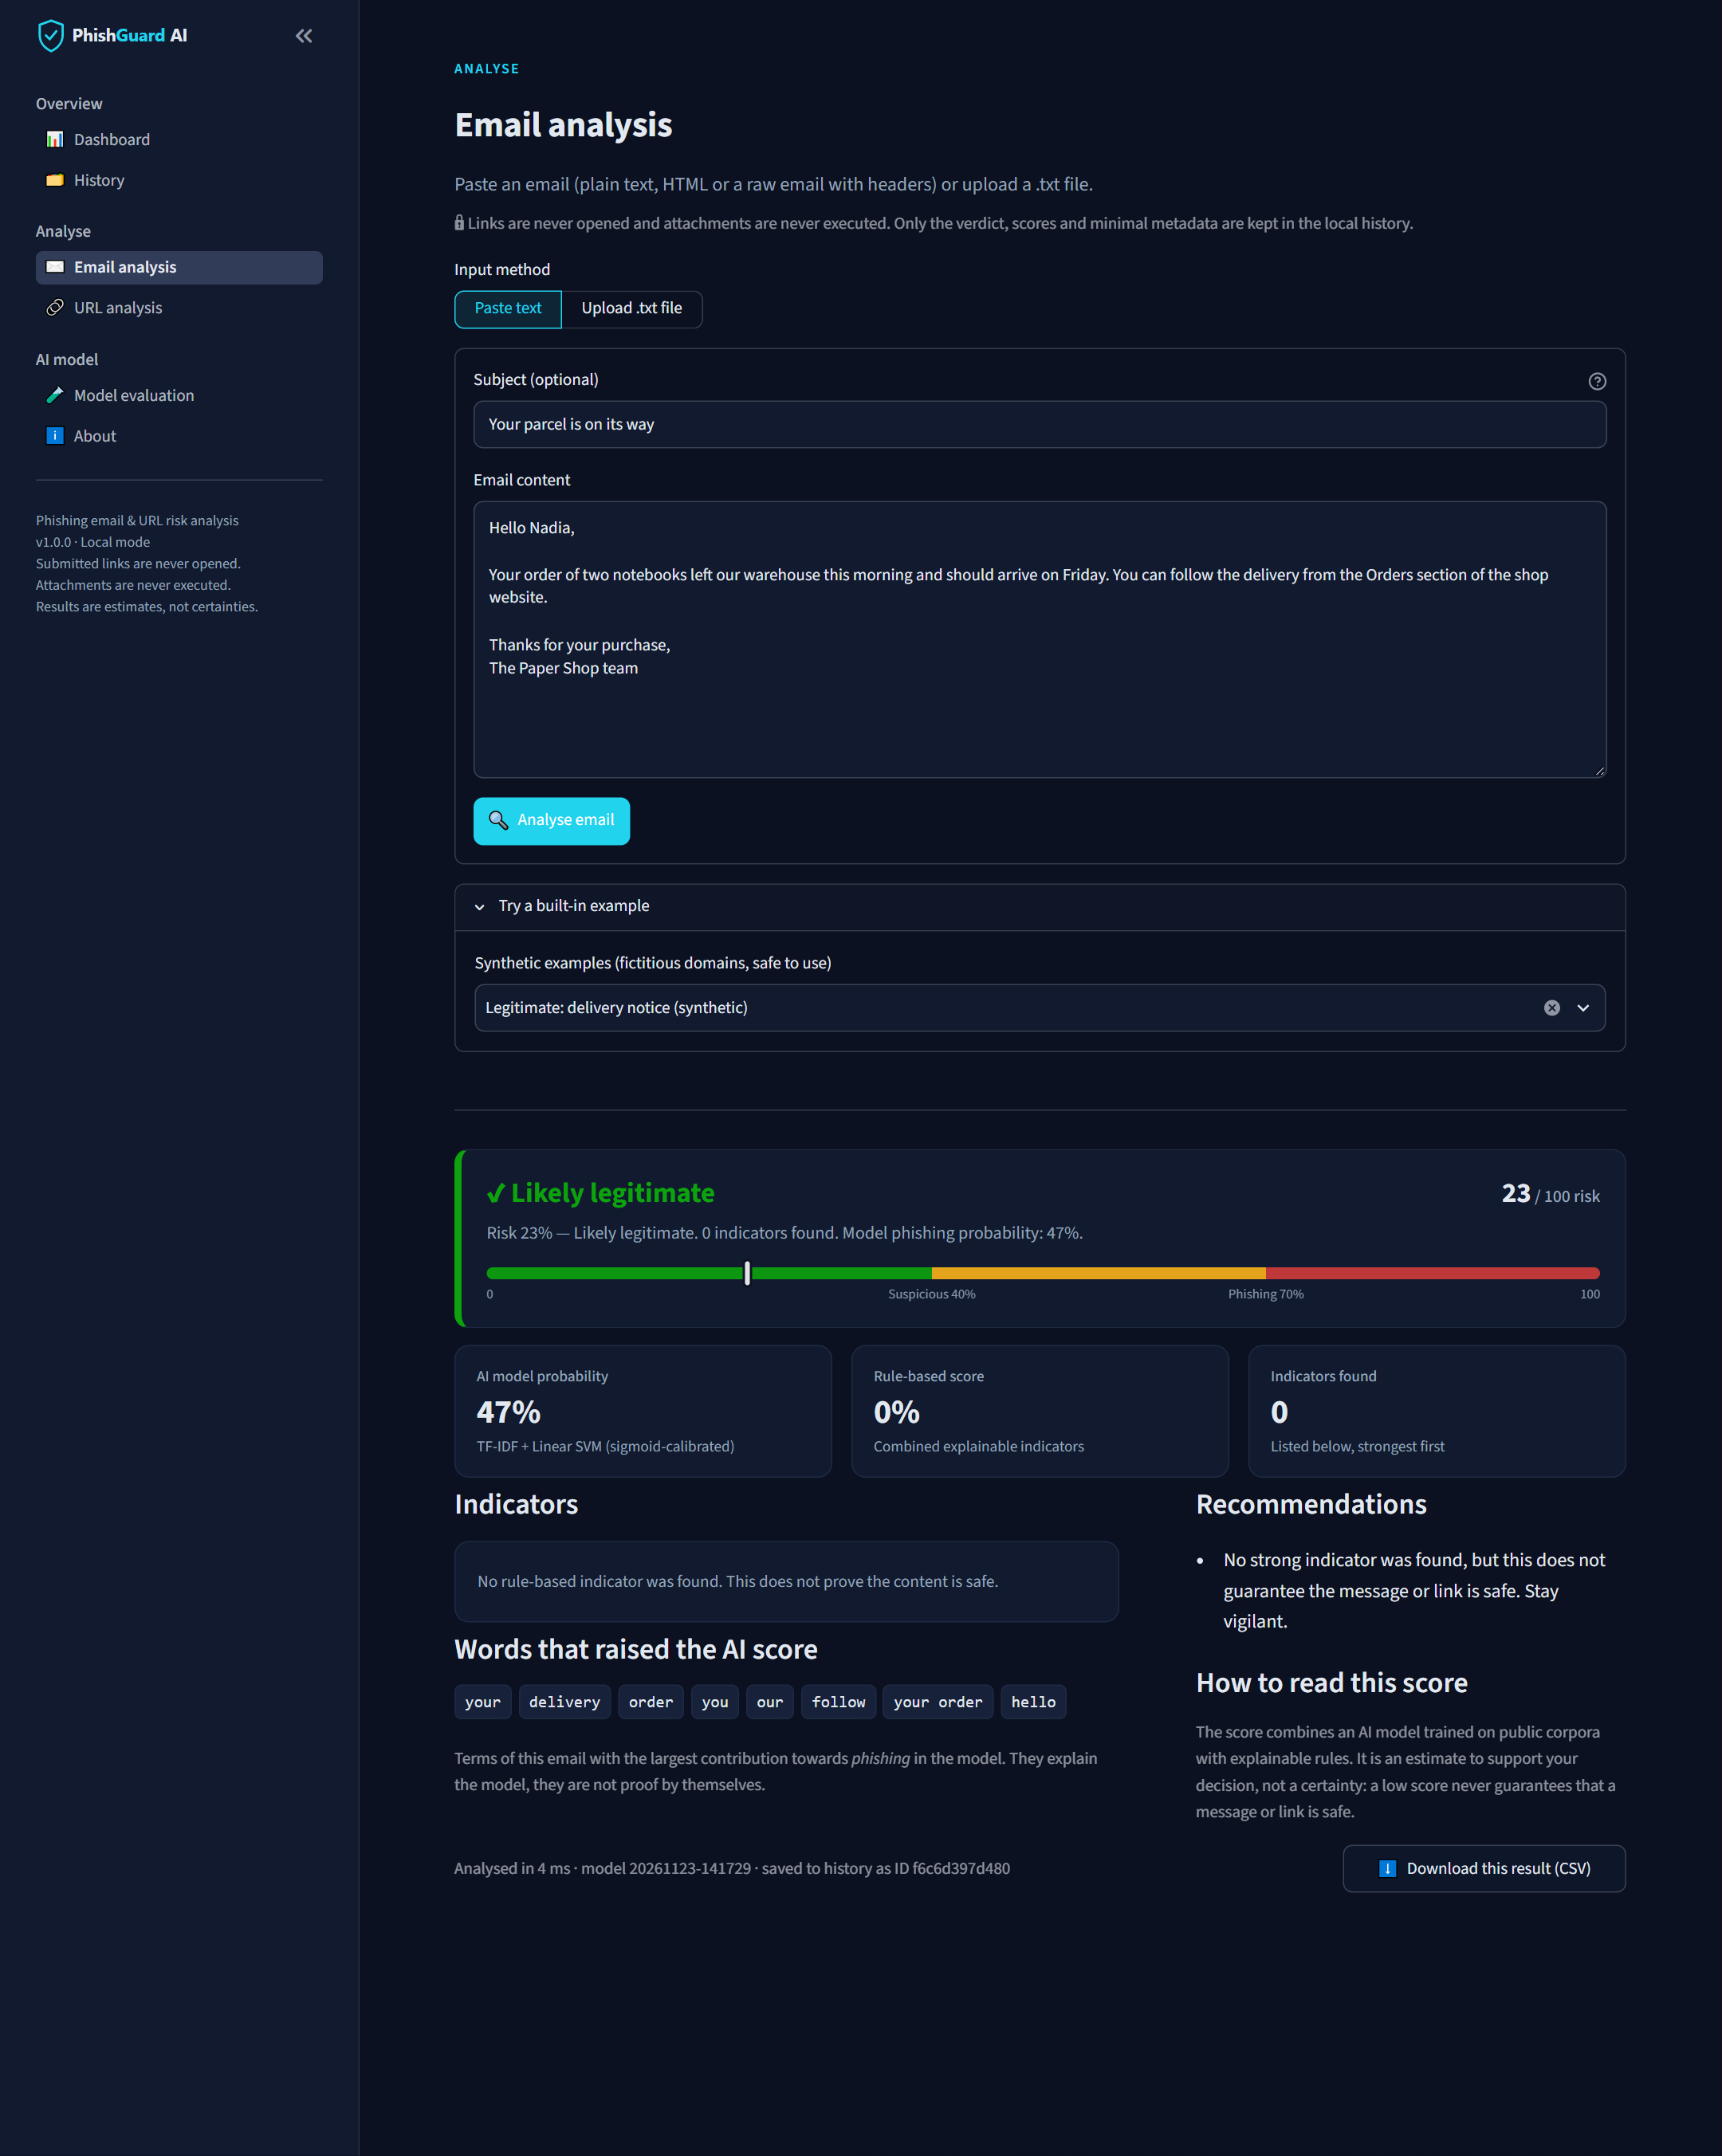 PhishGuard AI
Overview
Dashboard
History
Analyse
Email analysis
URL analysis
AI model
Model evaluation
About
Phishing email & URL risk analysis
v1.0.0 · Local mode
Submitted links are never opened.
Attachments are never executed.
Results are estimates, not certainties.
ANALYSE
Email analysis
Paste an email (plain text, HTML or a raw email with headers) or upload a .txt file.
Links are never opened and attachments are never executed. Only the verdict, scores and minimal metadata are kept in the local history.
Input method
Paste text
Upload .txt file
Subject (optional)
Your parcel is on its way
Email content
Hello Nadia,
Your order of two notebooks left our warehouse this morning and should arrive on Friday. You can follow the delivery from the Orders section of the shop
website.
Thanks for your purchase,
The Paper Shop team
Analyse email
Try a built-in example
Synthetic examples (fictitious domains, safe to use)
Legitimate: delivery notice (synthetic)
✓ Likely legitimate
23 / 100 risk
Risk 23% — Likely legitimate. 0 indicators found. Model phishing probability: 47%.
0
Suspicious 40%
Phishing 70%
100
AI model probability
47%
TF-IDF + Linear SVM (sigmoid-calibrated)
Rule-based score
0%
Combined explainable indicators
Indicators found
0
Listed below, strongest first
Indicators
No rule-based indicator was found. This does not prove the content is safe.
Words that raised the AI score
your delivery order you our follow your order hello
Terms of this email with the largest contribution towards phishing in the model. They explain
the model, they are not proof by themselves.
Recommendations
• No strong indicator was found, but this does not
guarantee the message or link is safe. Stay
vigilant.
How to read this score
The score combines an AI model trained on public corpora
with explainable rules. It is an estimate to support your
decision, not a certainty: a low score never guarantees that a
message or link is safe.
Analysed in 4 ms · model 20261123-141729 · saved to history as ID f6c6d397d480
Download this result (CSV)